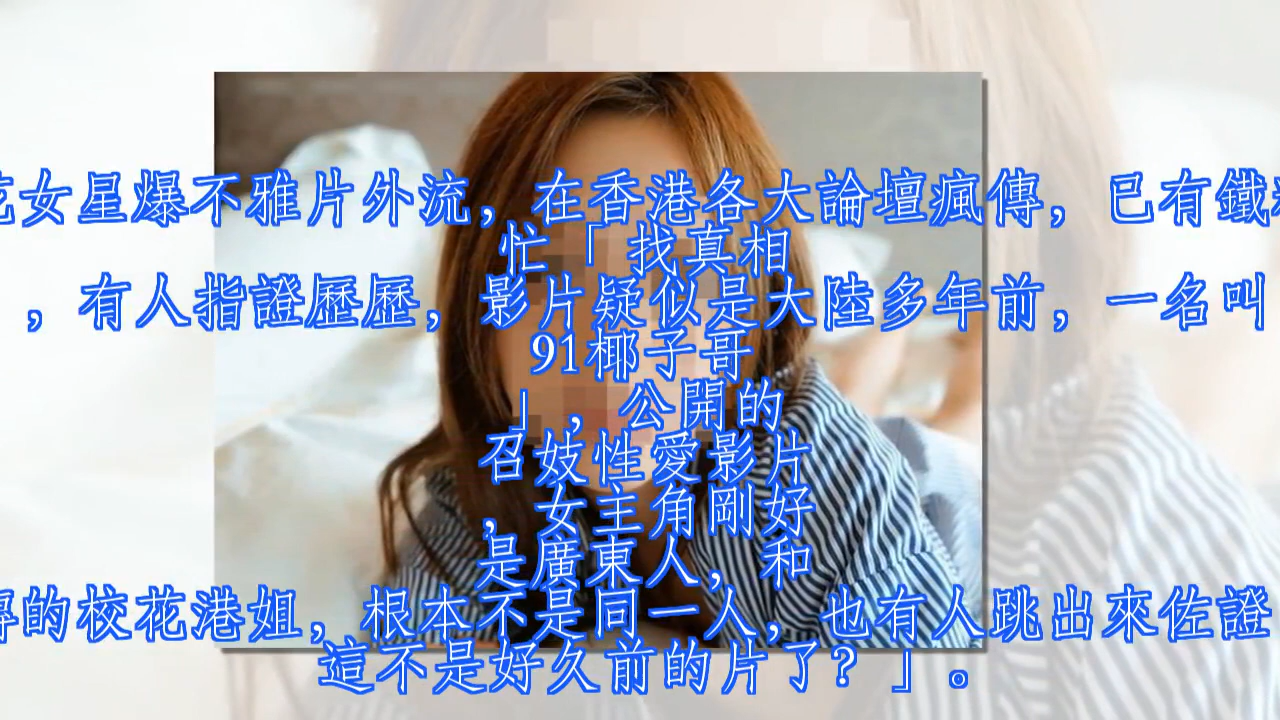 女星爆不雅片外流，在香港各大論壇瘋傳，已有鐵
忙「找真相
，有人指證歷歷，影片疑似是大陸多年前，一名叫
91椰子哥
」，公開的
召妓性愛影片
，女主角剛好
是廣東人，和
的校花港姐，根本不是同一人，也有人跳出來佐證
這不是好久前的片了？」。